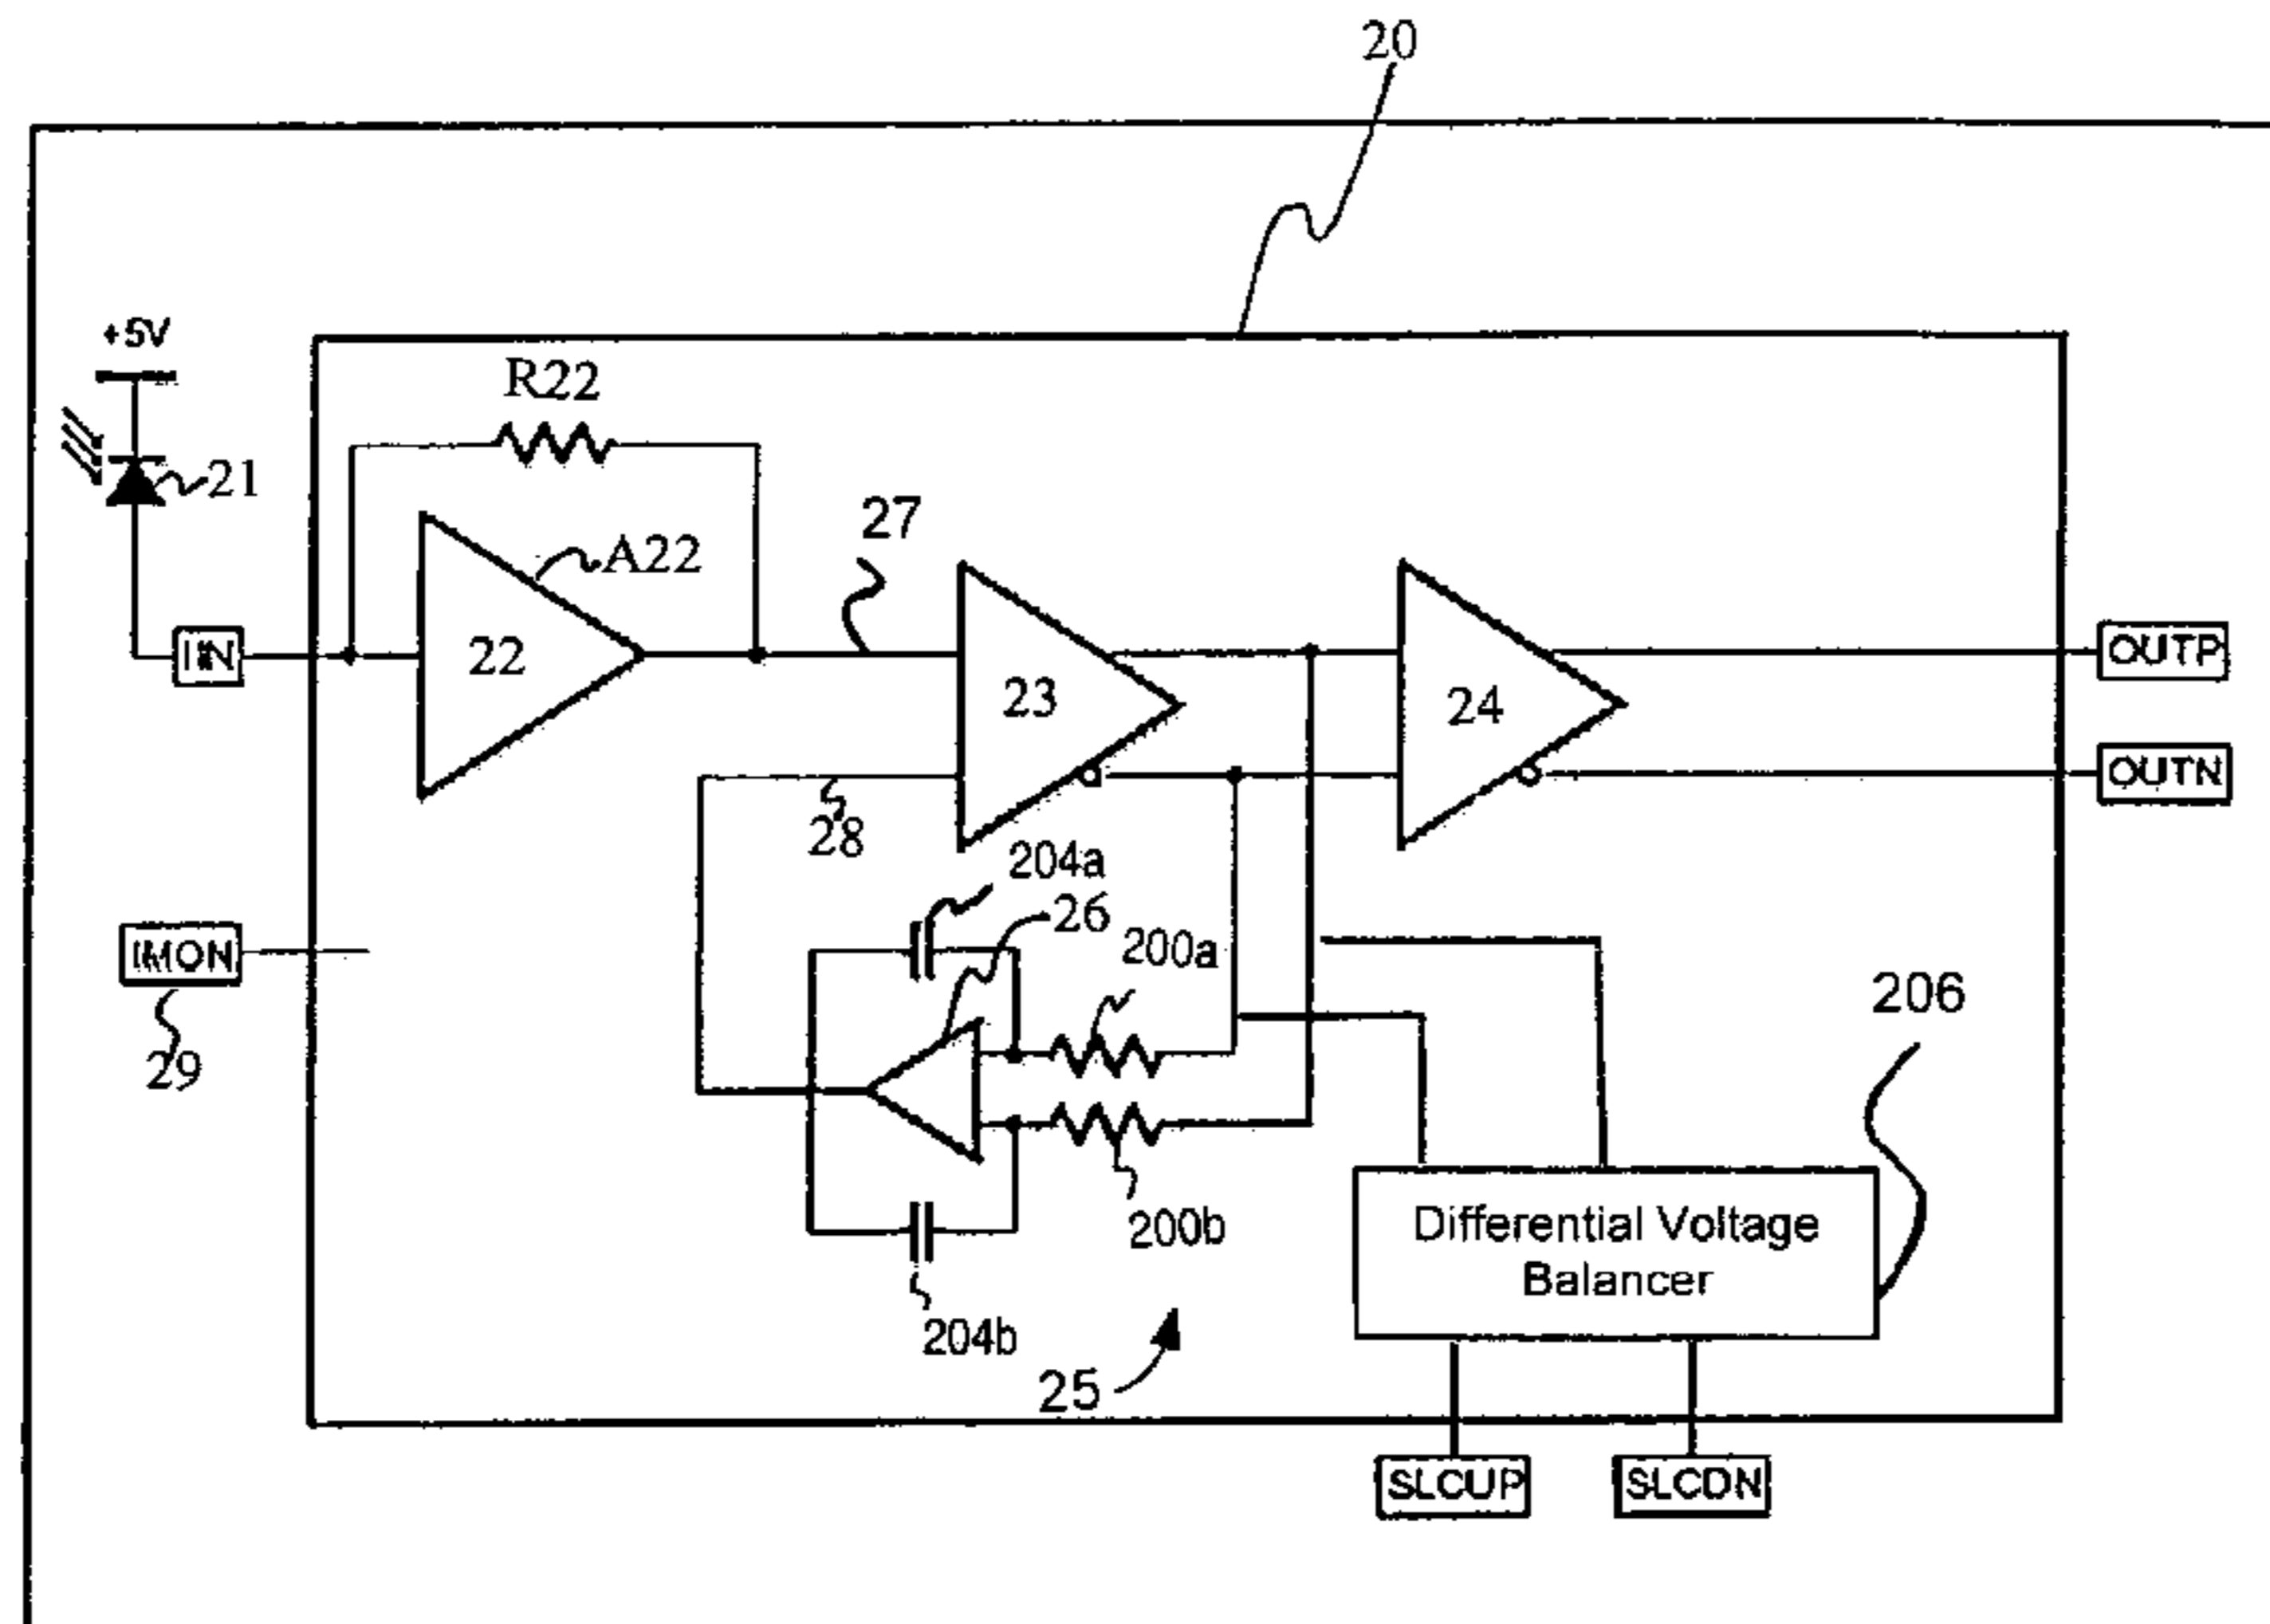 20
+5V
R22
21
A22
27
IIN
22
23
24
OUTP
OUTN
28
204a
26
200a
IMON
206
29
200b
Differential Voltage
Balancer
204b
25
SLCUP
SLCDN